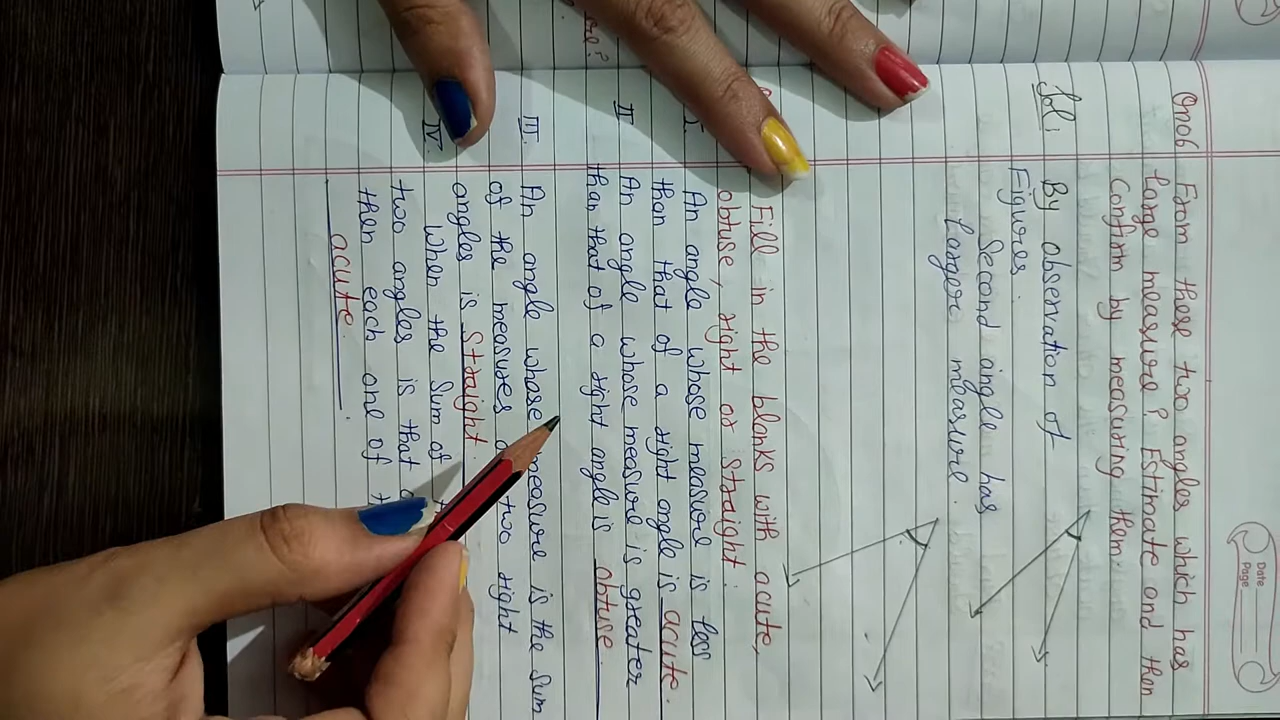 Date
Page
Qno6 From these two angles which has
large measure? Estimate and then
Confirm by measuring them.
Sol: By observation of
Figures.
Second angle has
Larger measure.
Fill in the blanks with acute,
obtuse, right or straight:
I. An angle whose measure is less
than that of a right angle is acute.
II An angle whose measure is greater
than that of a right angle is obtuse.
III. An angle whose measure is the sum
of the measures two right
angles is straight.
IV. When the Sum of
two angles is that
then each one of
acute.